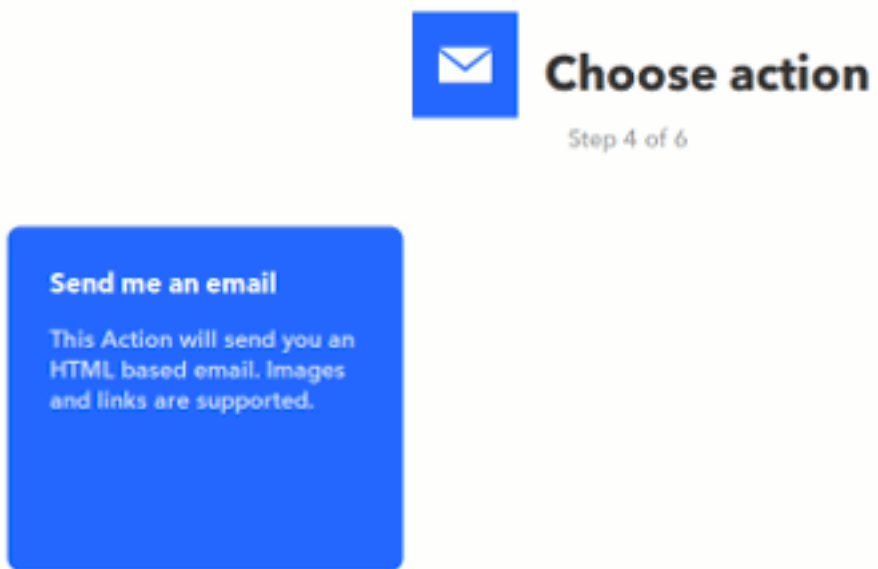 Choose action
Step 4 of 6
Send me an email
This Action will send you an
HTML based email. Images
and links are supported.